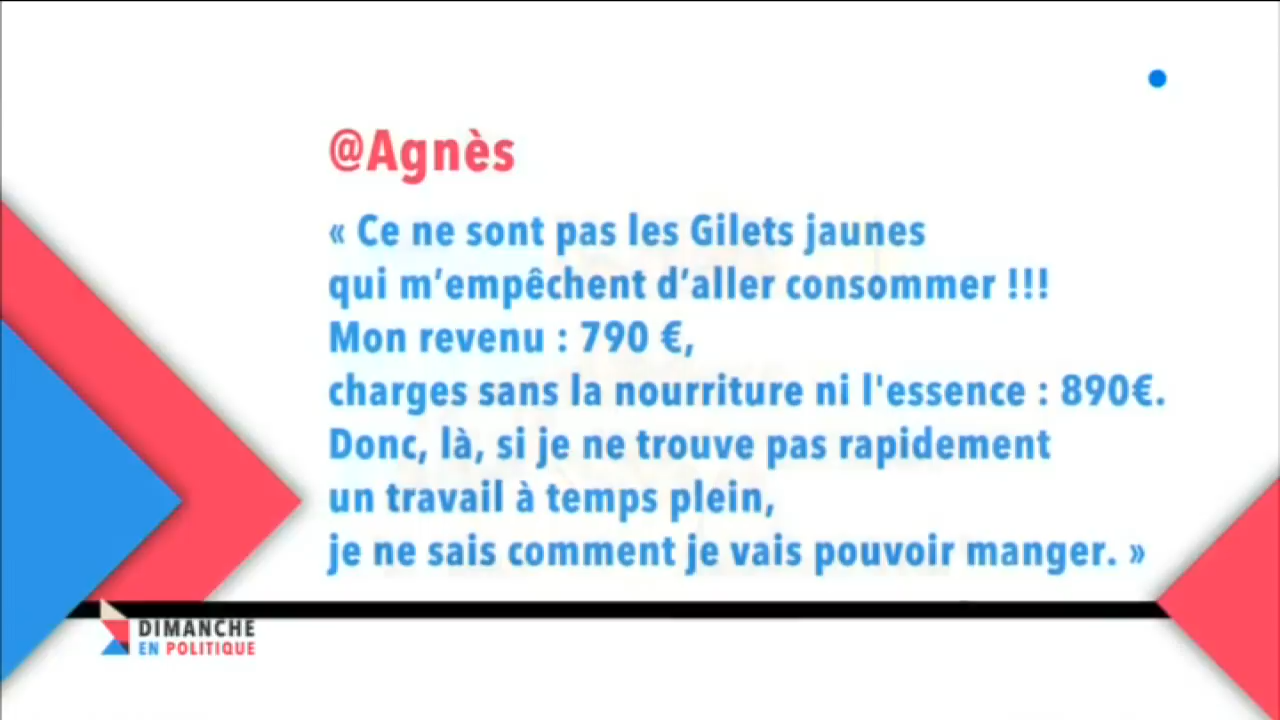 @Agnès
« Ce ne sont pas les Gilets jaunes
qui m’empêchent d’aller consommer !!!
Mon revenu : 790 €,
charges sans la nourriture ni l'essence : 890€.
Donc, là, si je ne trouve pas rapidement
un travail à temps plein,
je ne sais comment je vais pouvoir manger. »
DIMANCHE
EN POLITIQUE